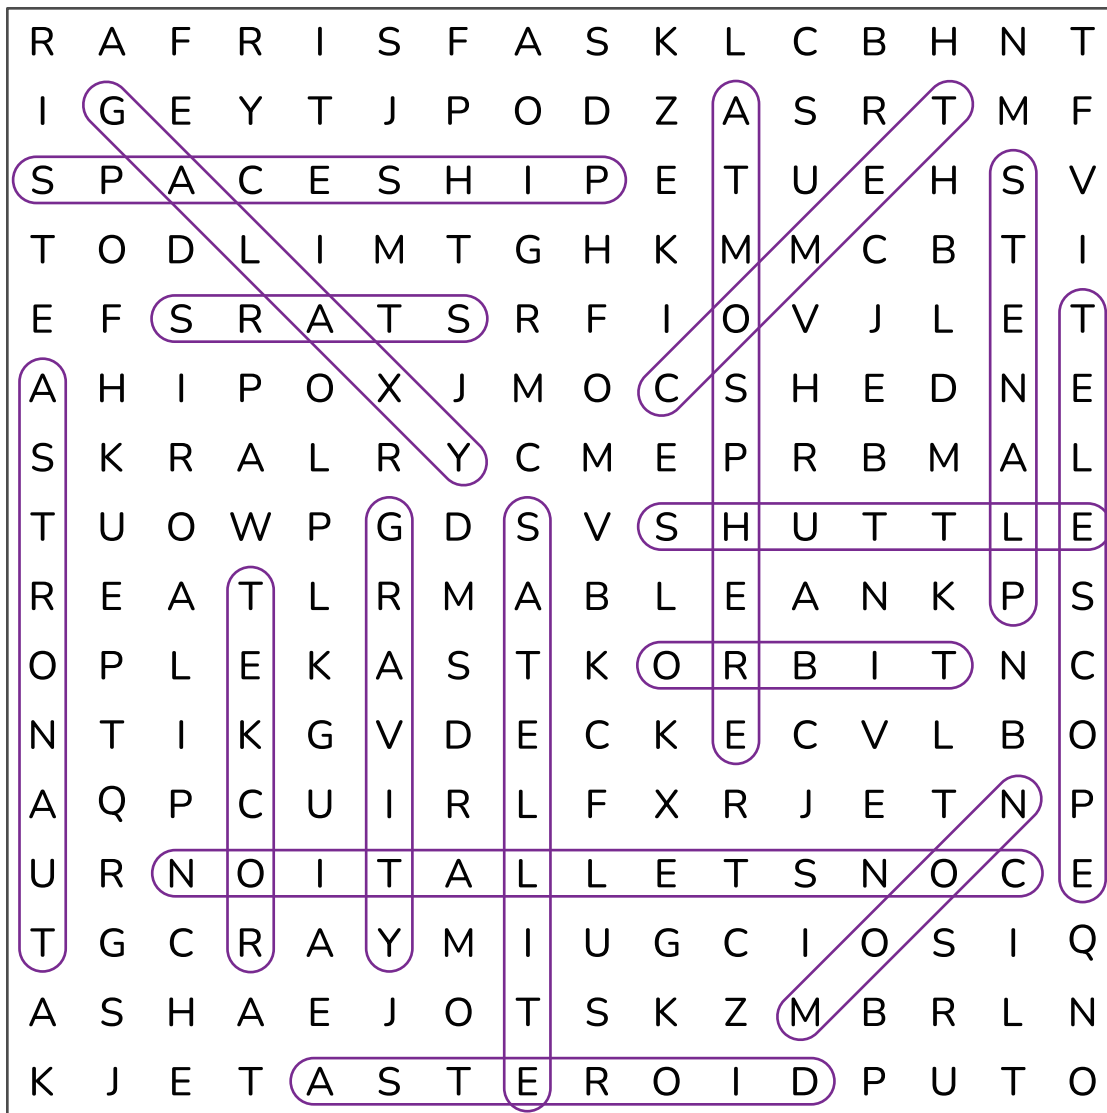 R A F R I S F A S K L C B H N T
I G E Y T J P O D Z A S R T M F
S P A C E S H I P E T U E H S V
T O D L I M T G H K M M C B T I
E F S R A T S R F I O V J L E T
A H I P O X J M O C S H E D N E
S K R A L R Y C M E P R B M A L
T U O W P G D S V S H U T T L E
R E A T L R M A B L E A N K P S
O P L E K A S T K O R B I T N C
N T I K G V D E C K E C V L B O
A Q P C U I R L F X R J E T N P
U R N O I T A L L E T S N O C E
T G C R A Y M I U G C I O S I Q
A S H A E J O T S K Z M B R L N
K J E T A S T E R O I D P U T O